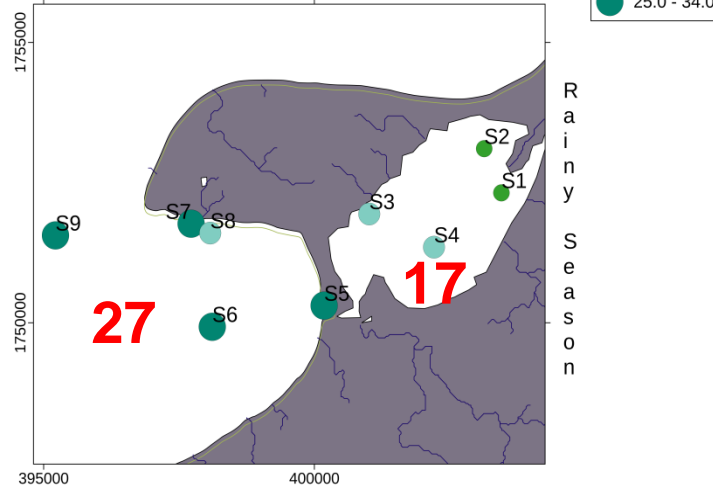 25.0 - 34.0
1755000
1750000
395000
400000
S2
S1
S3
S4
S7
S8
S9
S5
S6
27
17
Rainy Season